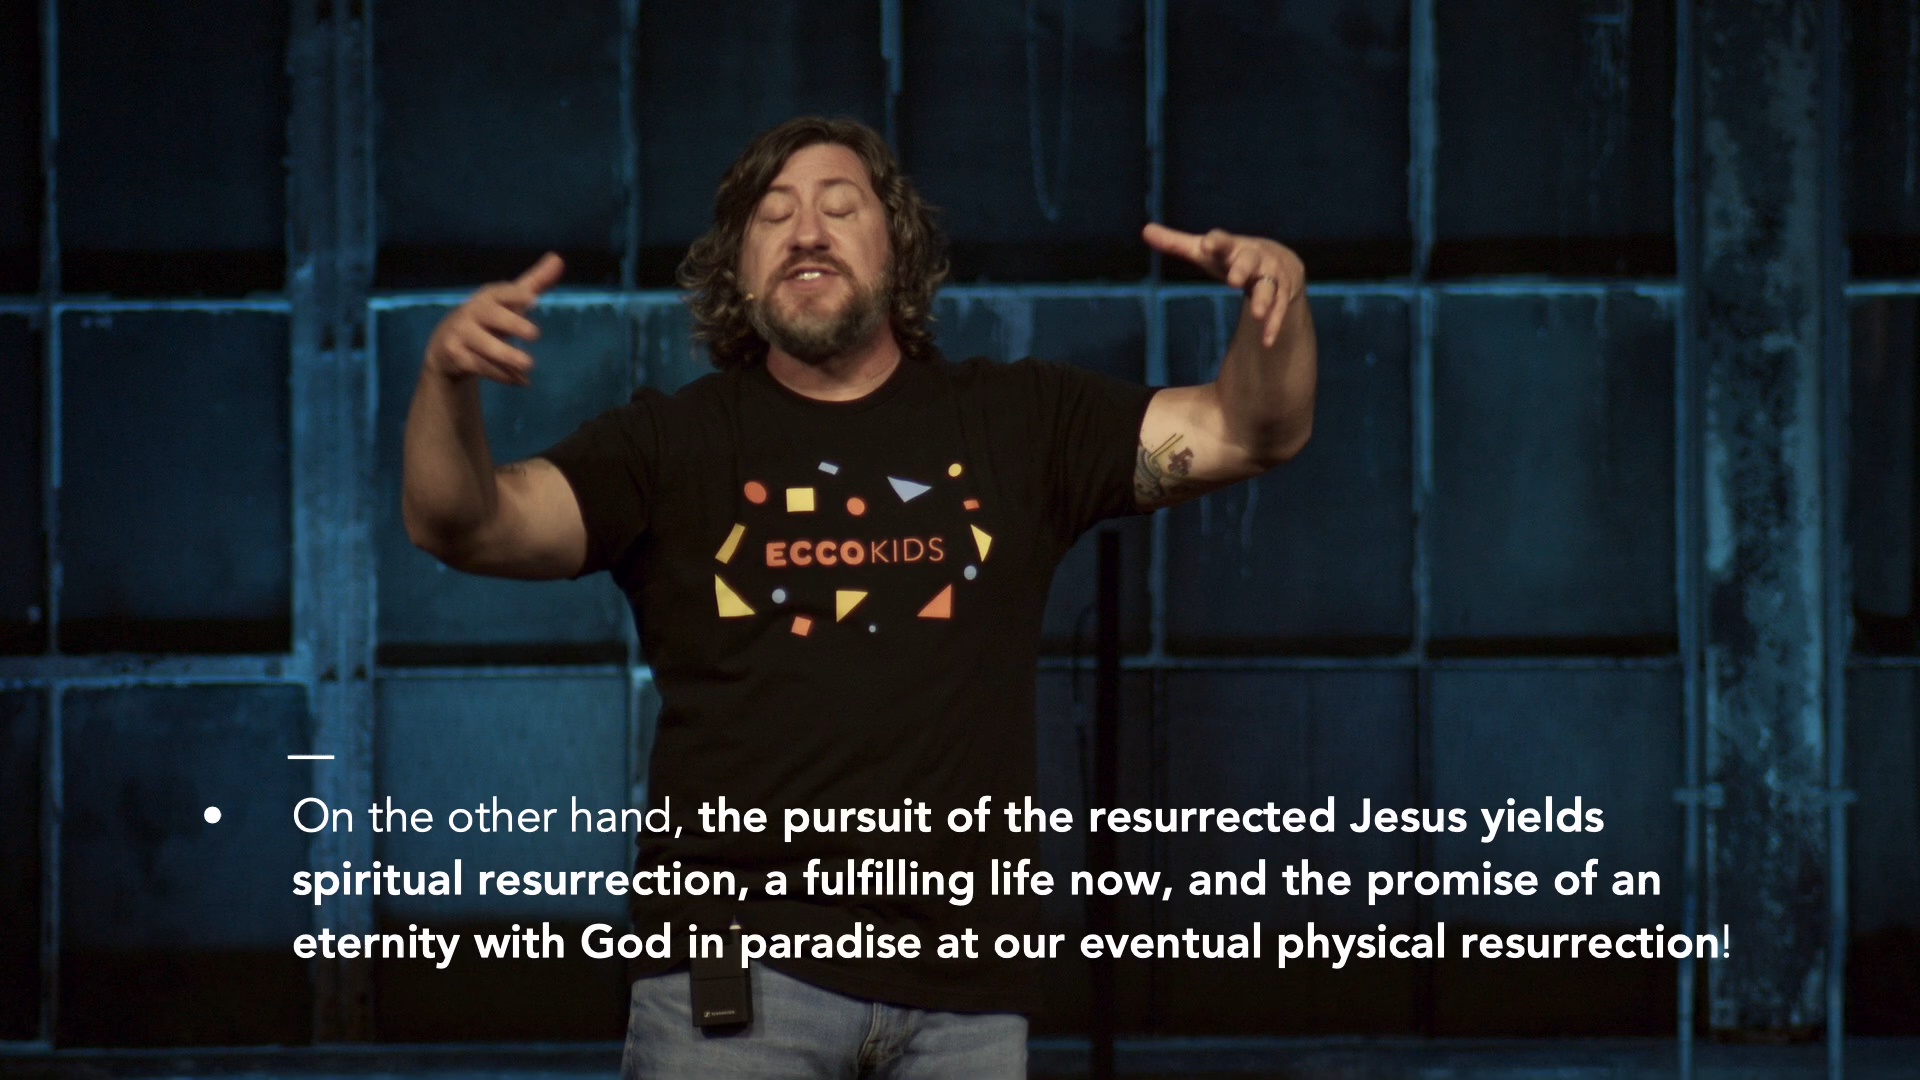 ECCOKIDS
• On the other hand, the pursuit of the resurrected Jesus yields
spiritual resurrection, a fulfilling life now, and the promise of an
eternity with God in paradise at our eventual physical resurrection!